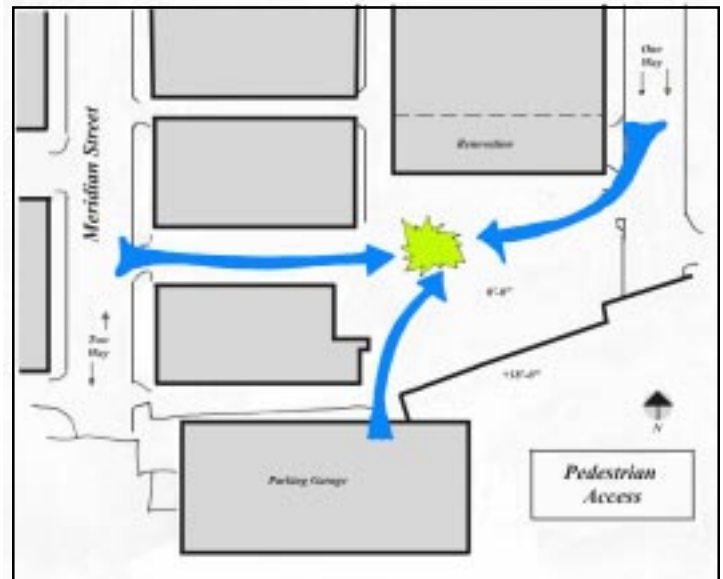 One
Way
Meridian Street
Renovation
Two
Way
Parking Garage
N
Pedestrian
Access